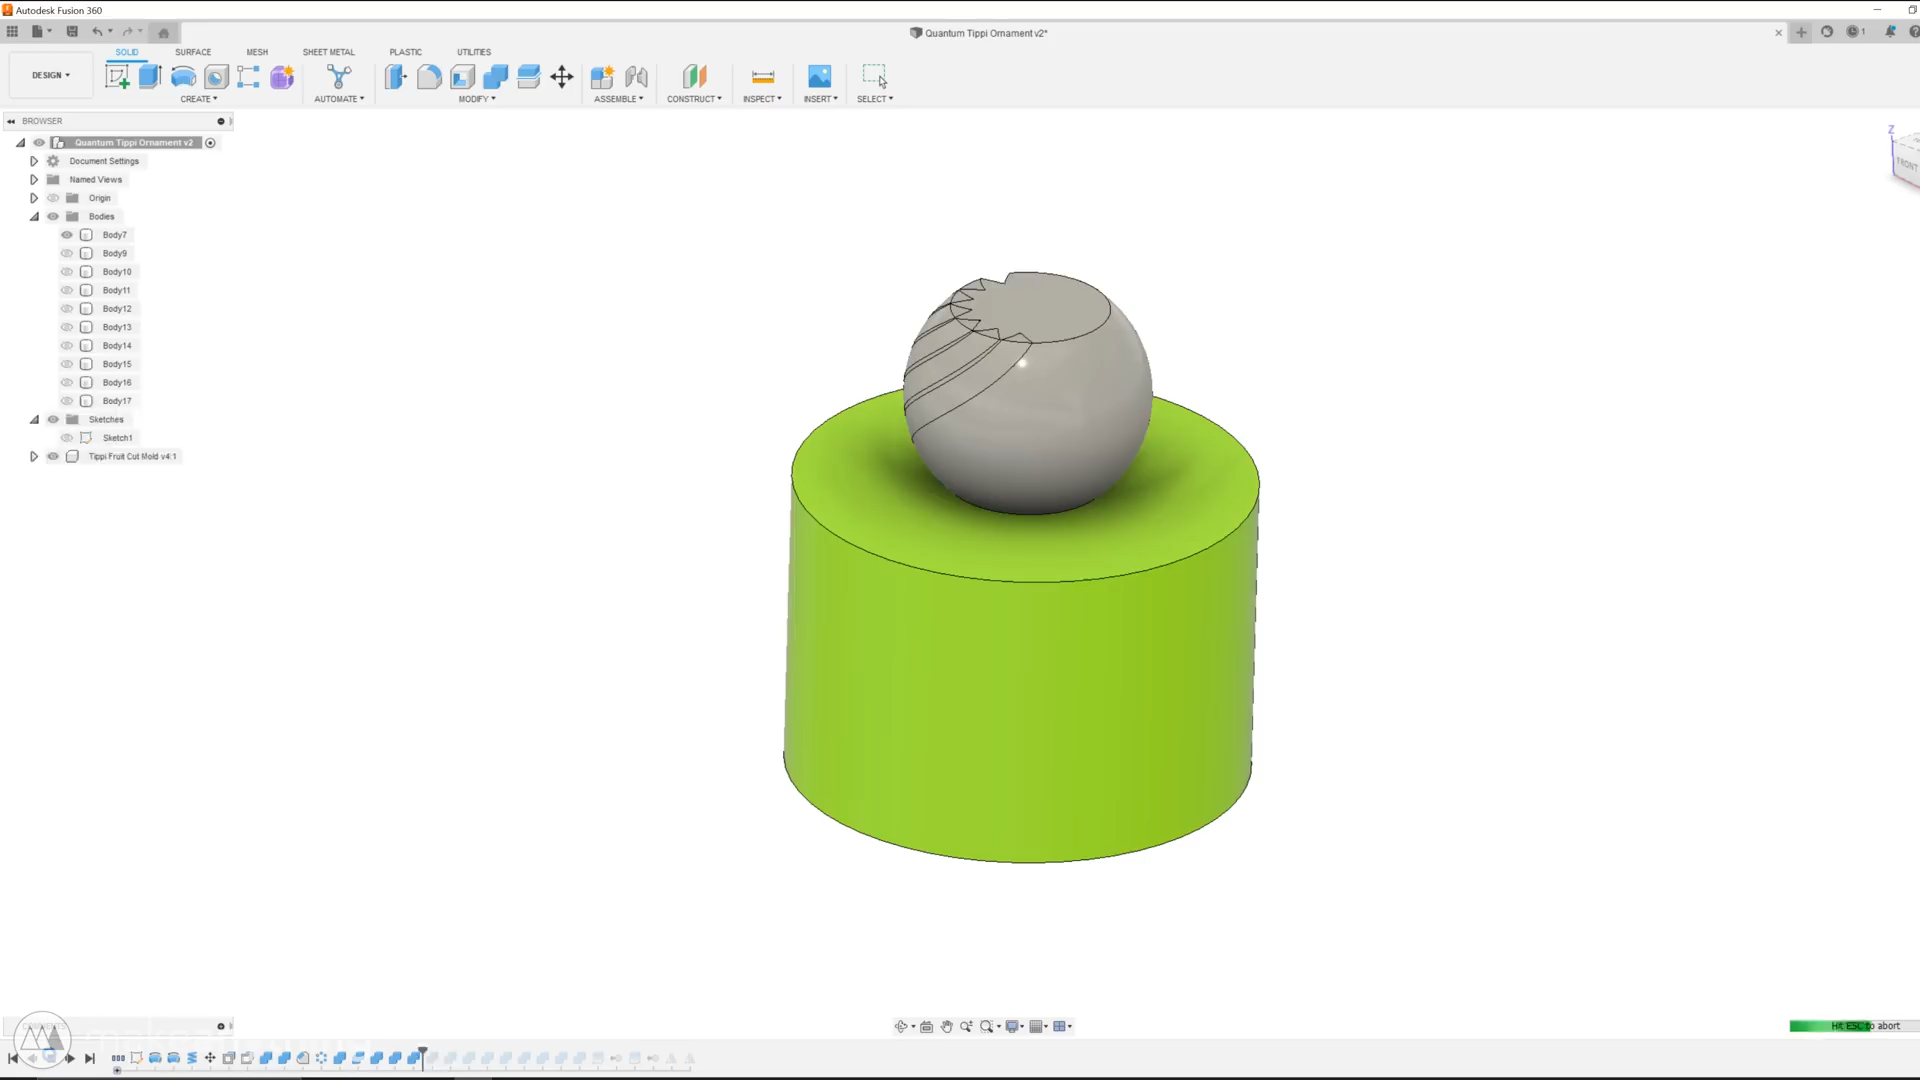 Autodesk Fusion 360
Quantum Tippi Ornament v2*
1
SOLID
SURFACE
MESH
SHEET METAL
PLASTIC
UTILITIES
DESIGN
CREATE
AUTOMATE
MODIFY
ASSEMBLE
CONSTRUCT
INSPECT
INSERT
SELECT
BROWSER
Quantum Tippi Ornament v2
Document Settings
Named Views
Origin
Bodies
Body7
Body9
Body10
Body11
Body12
Body13
Body14
Body15
Body16
Body17
Sketches
Sketch1
Tippi Fruit Cut Mold v4:1
Z
FRONT
Hit ESC to abort